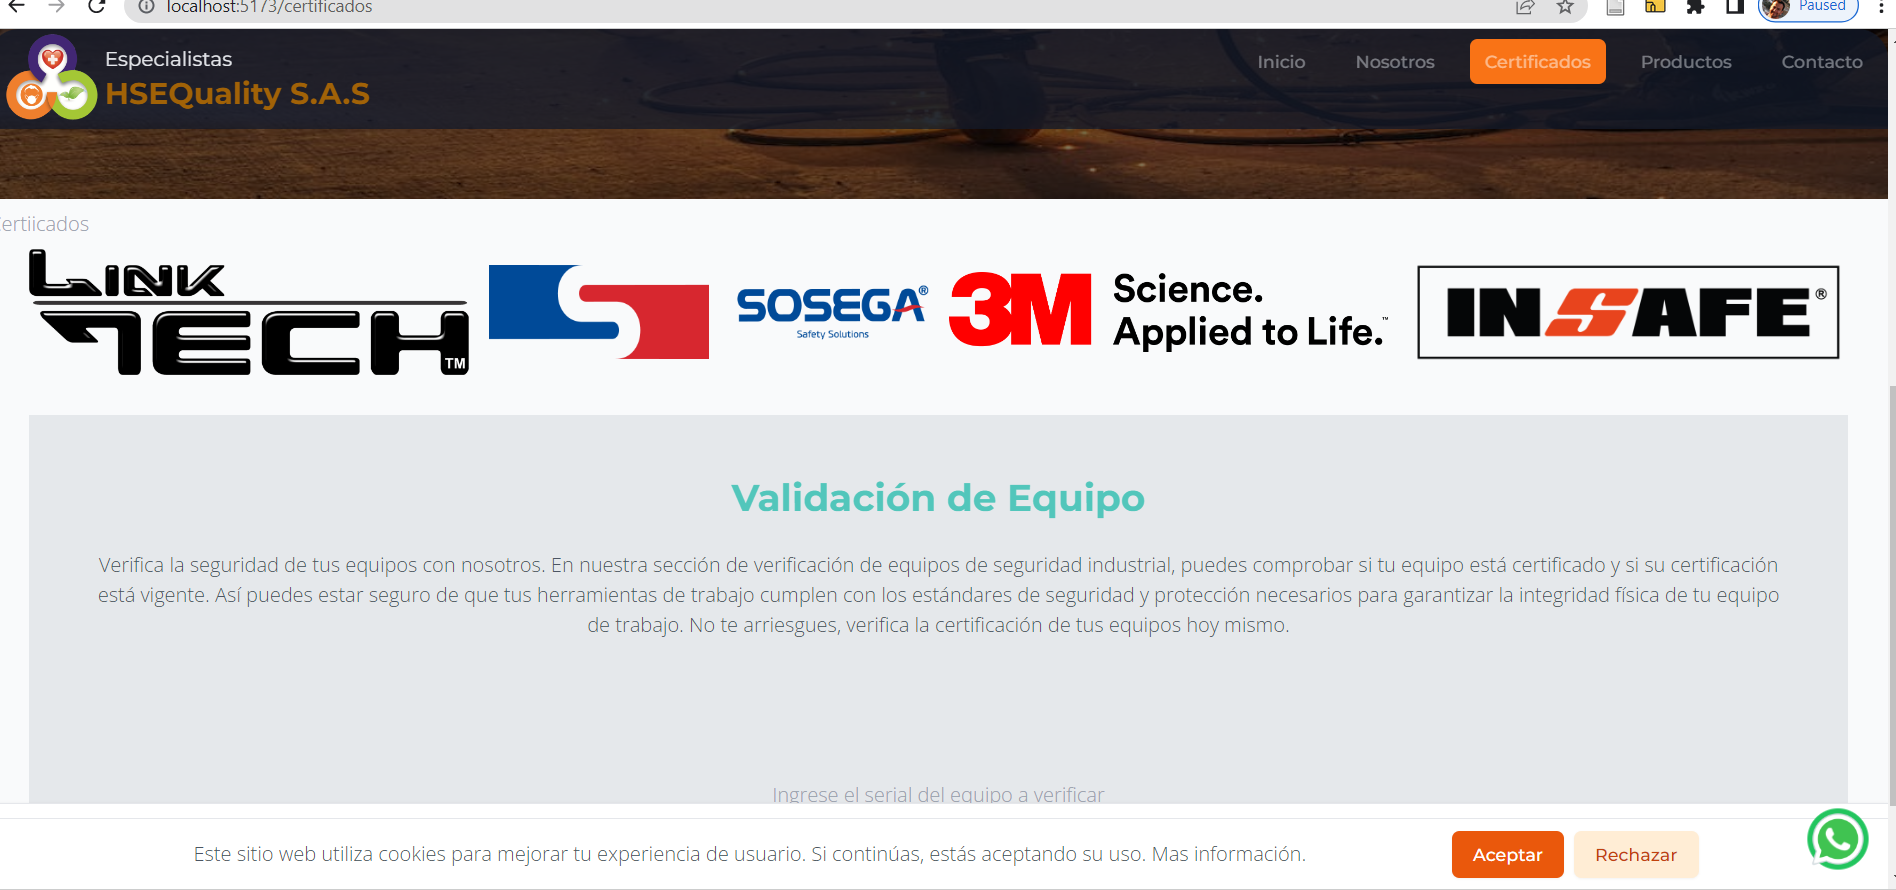 localhost:5173/certificados
Paused
Especialistas
HSEQuality S.A.S
Inicio
Nosotros
Certificados
Productos
Contacto
ertiicados
LINK
TECH™
SOSEGA®
Safety Solutions
3M
Science.
Applied to Life.™
INSAFE®
Validación de Equipo
Verifica la seguridad de tus equipos con nosotros. En nuestra sección de verificación de equipos de seguridad industrial, puedes comprobar si tu equipo está certificado y si su certificación
está vigente. Así puedes estar seguro de que tus herramientas de trabajo cumplen con los estándares de seguridad y protección necesarios para garantizar la integridad física de tu equipo
de trabajo. No te arriesgues, verifica la certificación de tus equipos hoy mismo.
Ingrese el serial del equipo a verificar
Este sitio web utiliza cookies para mejorar tu experiencia de usuario. Si continúas, estás aceptando su uso. Mas información.
Aceptar
Rechazar